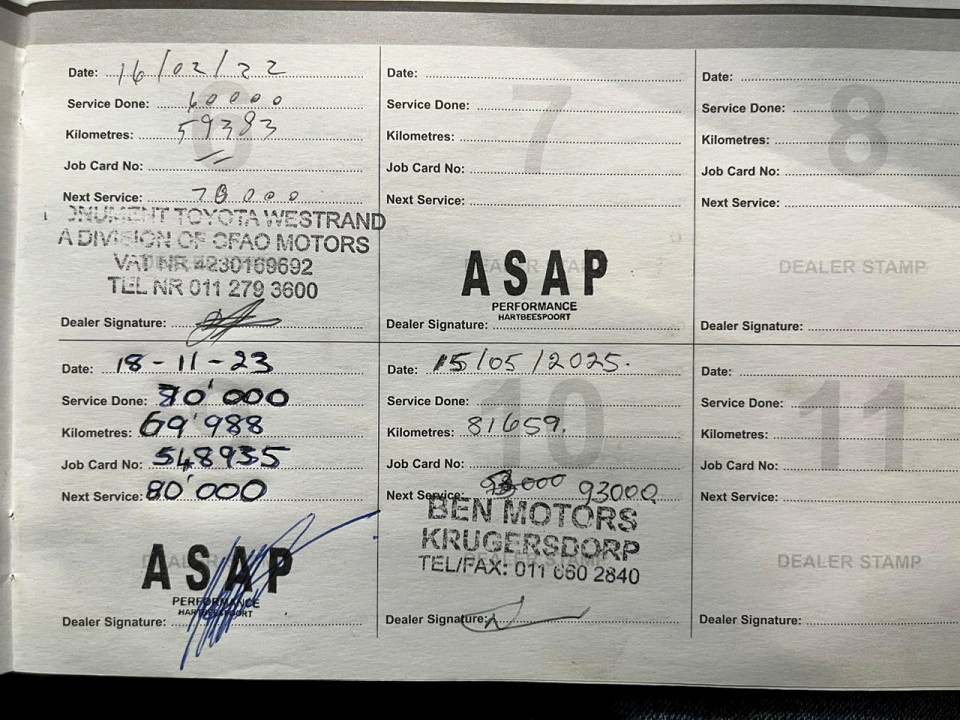 Date: 16/02/22
Service Done: 60000
Kilometres: 59383
Job Card No:
Next Service: 70000
ONUMENT TOYOTA WESTRAND
A DIVISION OF CFAO MOTORS
VAT NR 4230169692
TEL NR 011 279 3600
Dealer Signature:
Date:
7
Service Done:
Kilometres:
Job Card No:
Next Service:
ASAP
PERFORMANCE
HARTBEESPOORT
Dealer Signature:
Date:
8
Service Done:
Kilometres:
Job Card No:
Next Service:
DEALER STAMP
Dealer Signature:
Date: 18-11-23
Service Done: 70'000
Kilometres: 69'988
Job Card No: 548935
Next Service: 80'000
ASAP
PERFORMANCE
HARTBEESPOORT
Dealer Signature:
Date: 15/05/2025.
10
Service Done:
Kilometres: 81659.
Job Card No:
Next Service: 93000
BEN MOTORS
KRUGERSDORP
TEL/FAX: 011 660 2840
Dealer Signature:
Date:
11
Service Done:
Kilometres:
Job Card No:
Next Service:
DEALER STAMP
Dealer Signature: